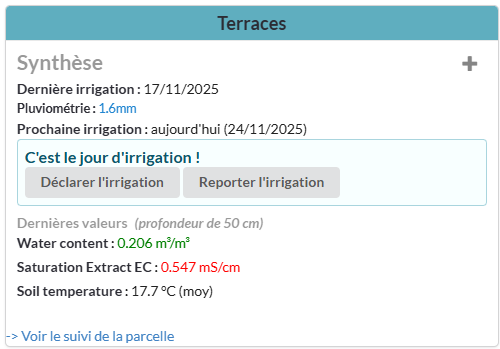 Terraces
Synthèse
Dernière irrigation : 17/11/2025
Pluviométrie : 1.6mm
Prochaine irrigation : aujourd'hui (24/11/2025)
C'est le jour d'irrigation !
Déclarer l'irrigation Reporter l'irrigation
Dernières valeurs (profondeur de 50 cm)
Water content : 0.206 m³/m³
Saturation Extract EC : 0.547 mS/cm
Soil temperature : 17.7 °C (moy)
-> Voir le suivi de la parcelle